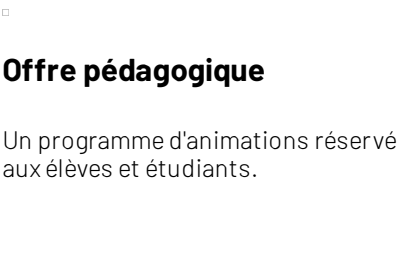 Offre pédagogique
Un programme d'animations réservé
aux élèves et étudiants.